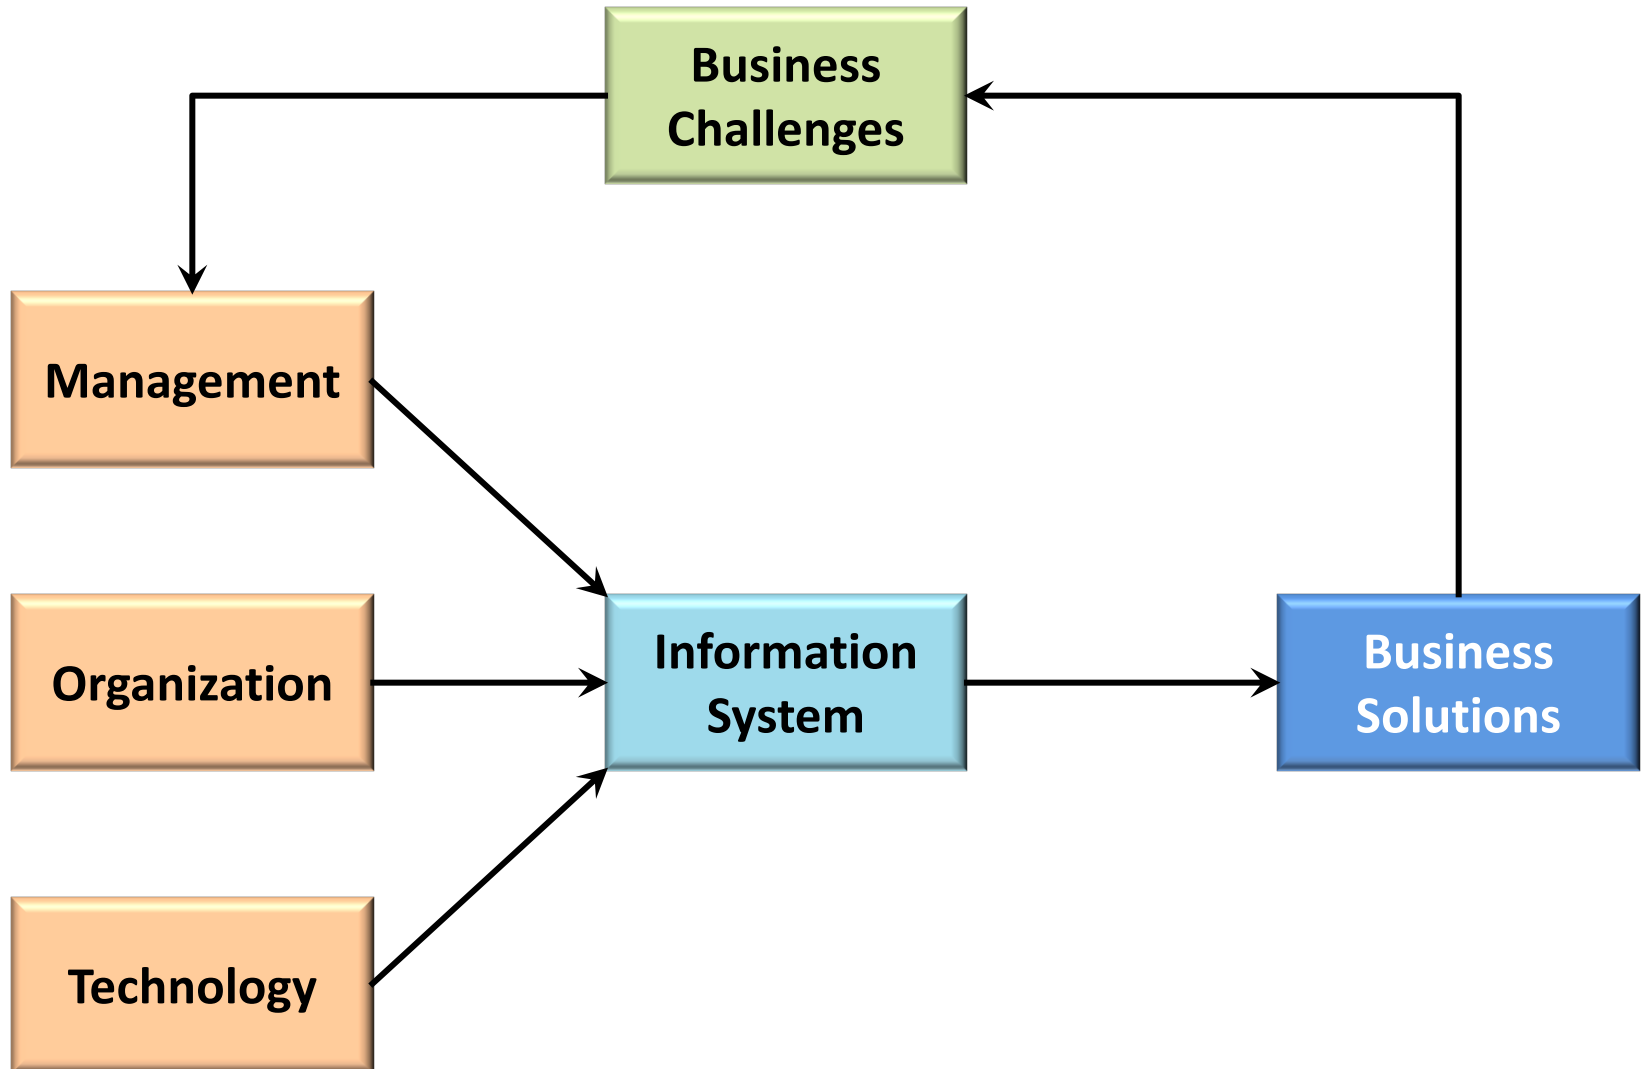 Business
Challenges
Management
Organization
Information
System
Business
Solutions
Technology